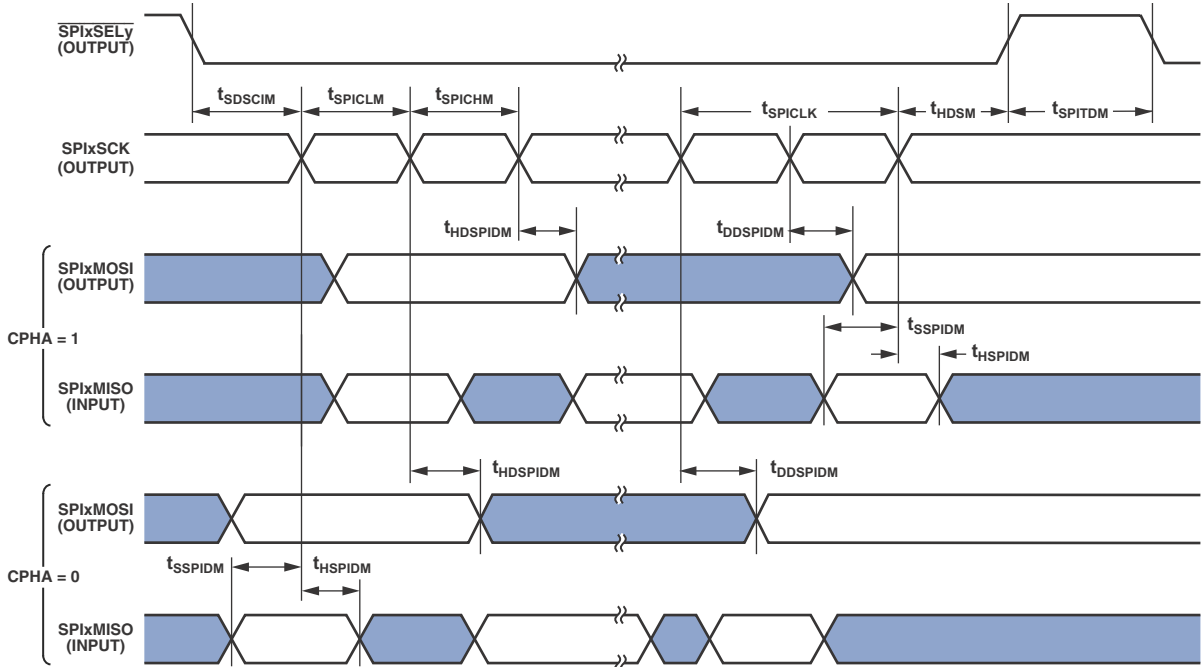 SPIxSELy
(OUTPUT)
tSDSCIM
tSPICLM
tSPICHM
tSPICLK
tHDSM
tSPITDM
SPIxSCK
(OUTPUT)
tHDSPIDM
tDDSPIDM
SPIxMOSI
(OUTPUT)
CPHA = 1
tSSPIDM
tHSPIDM
SPIxMISO
(INPUT)
tHDSPIDM
tDDSPIDM
SPIxMOSI
(OUTPUT)
CPHA = 0
tSSPIDM
tHSPIDM
SPIxMISO
(INPUT)